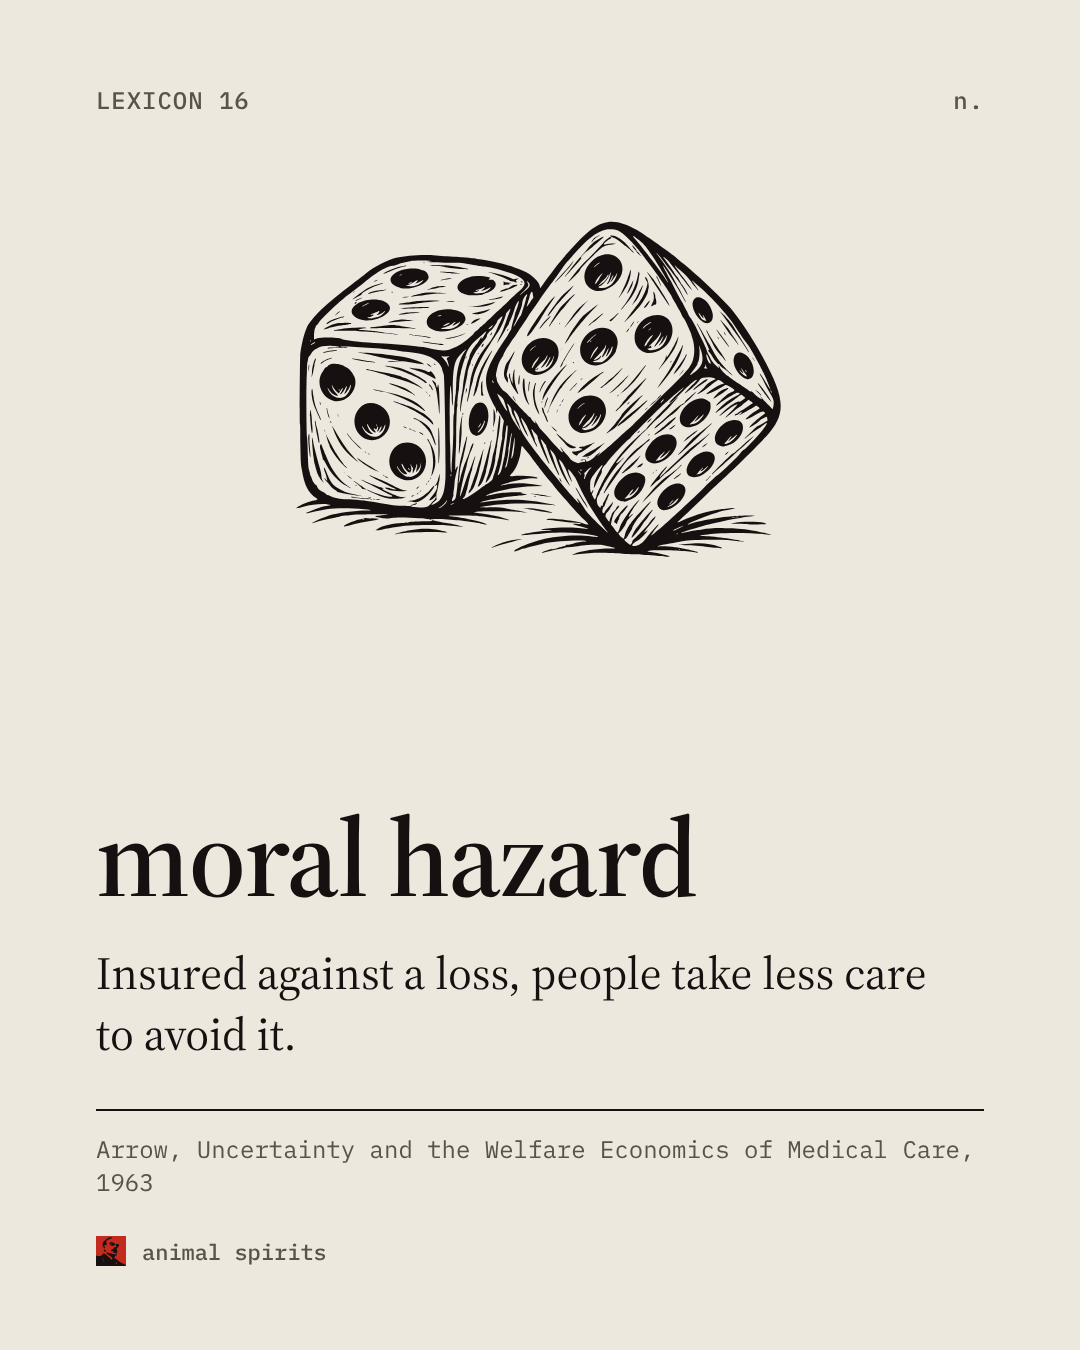 LEXICON 16
n.
moral hazard
Insured against a loss, people take less care
to avoid it.
Arrow, Uncertainty and the Welfare Economics of Medical Care,
1963
animal spirits